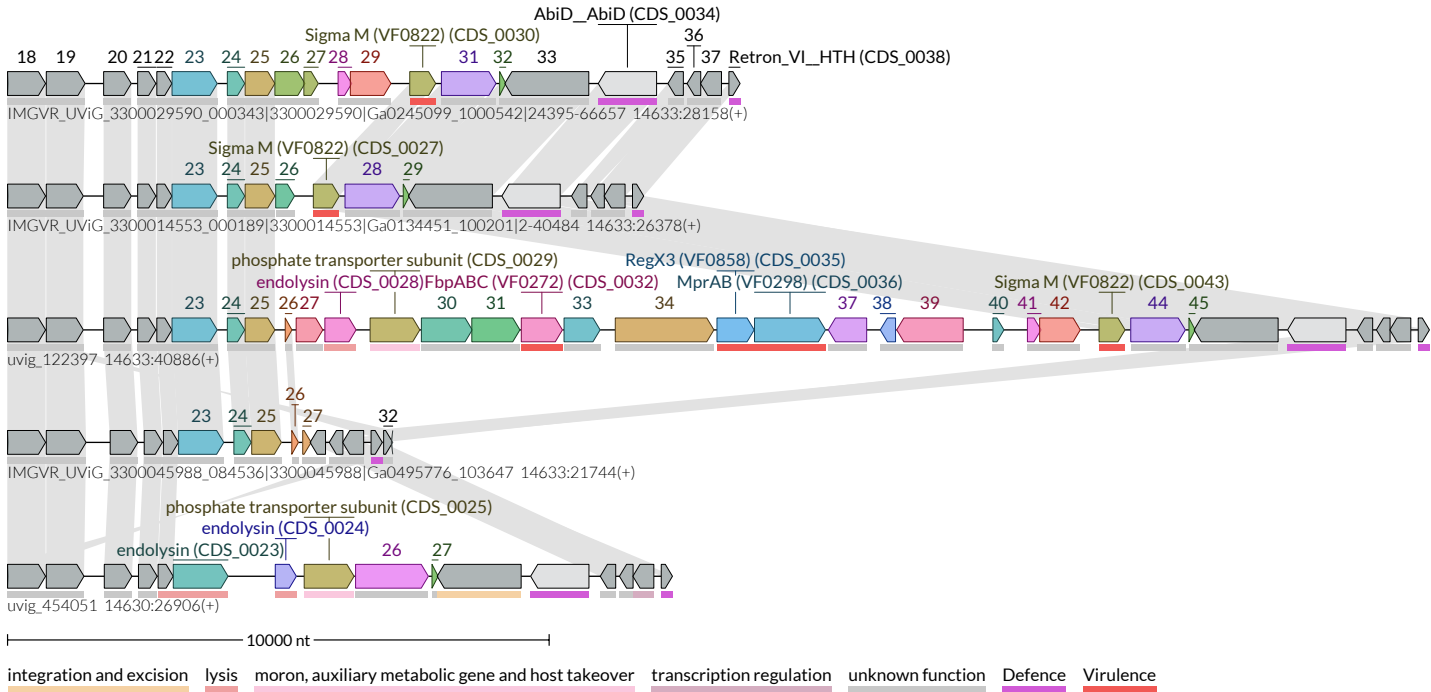 AbiD__AbiD (CDS_0034)
Sigma M (VF0822) (CDS_0030) 36
18 19 20 21 22 23 24 25 26 27 28 29 31 32 33 35 37 Retron_VI__HTH (CDS_0038)
IMGVR_UViG_3300029590_000343|3300029590|Ga0245099_1000542|24395-66657 14633:28158(+)
Sigma M (VF0822) (CDS_0027)
23 24 25 26 28 29
IMGVR_UViG_3300014553_000189|3300014553|Ga0134451_100201|2-40484 14633:26378(+)
phosphate transporter subunit (CDS_0029) RegX3 (VF0858) (CDS_0035)
endolysin (CDS_0028) FbpABC (VF0272) (CDS_0032) MprAB (VF0298) (CDS_0036) Sigma M (VF0822) (CDS_0043)
23 24 25 26 27 30 31 33 34 37 38 39 40 41 42 44 45
uvig_122397 14633:40886(+)
26
23 24 25 27 32
IMGVR_UViG_3300045988_084536|3300045988|Ga0495776_103647 14633:21744(+)
phosphate transporter subunit (CDS_0025)
endolysin (CDS_0024)
endolysin (CDS_0023) 26 27
uvig_454051 14630:26906(+)
10000 nt
integration and excision lysis moron, auxiliary metabolic gene and host takeover transcription regulation unknown function Defence Virulence